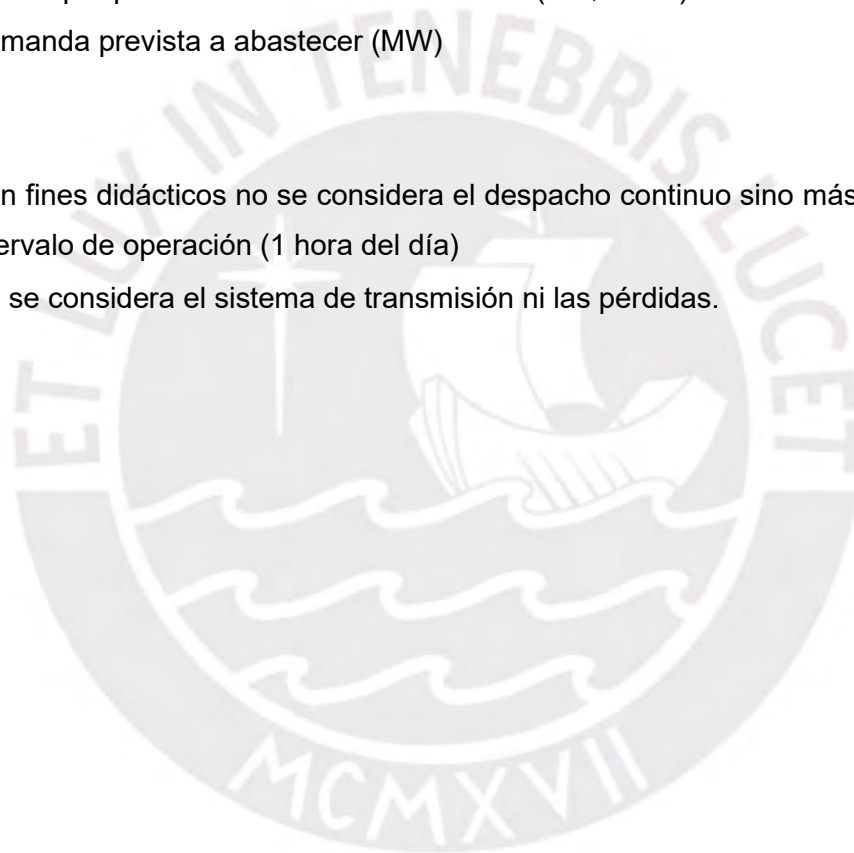 manda prevista a abastecer (MW)
n fines didácticos no se considera el despacho continuo sino más
ervalo de operación (1 hora del día)
se considera el sistema de transmisión ni las pérdidas.
ET LUX IN TENEBRIS LUCET
MCMXVII